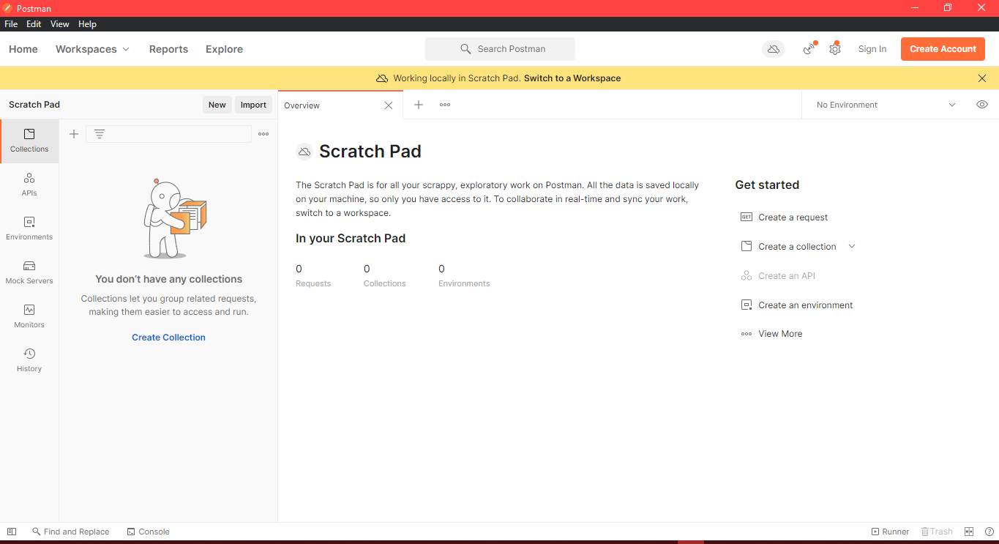 Postman
File Edit View Help
Home Workspaces Reports Explore Search Postman Sign In Create Account
Working locally in Scratch Pad. Switch to a Workspace
Scratch Pad New Import Overview No Environment
Collections
APIs
Environments
Mock Servers
Monitors
History
You don’t have any collections
Collections let you group related requests,
making them easier to access and run.
Create Collection
Scratch Pad
The Scratch Pad is for all your scrappy, exploratory work on Postman. All the data is saved locally
on your machine, so only you have access to it. To collaborate in real-time and sync your work,
switch to a workspace.
In your Scratch Pad
0 0 0
Requests Collections Environments
Get started
GET Create a request
Create a collection
Create an API
Create an environment
View More
Find and Replace Console Runner Trash